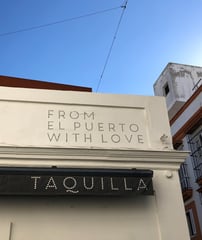 FROM
EL PUERTO
WITH LOVE
TAQUILLA